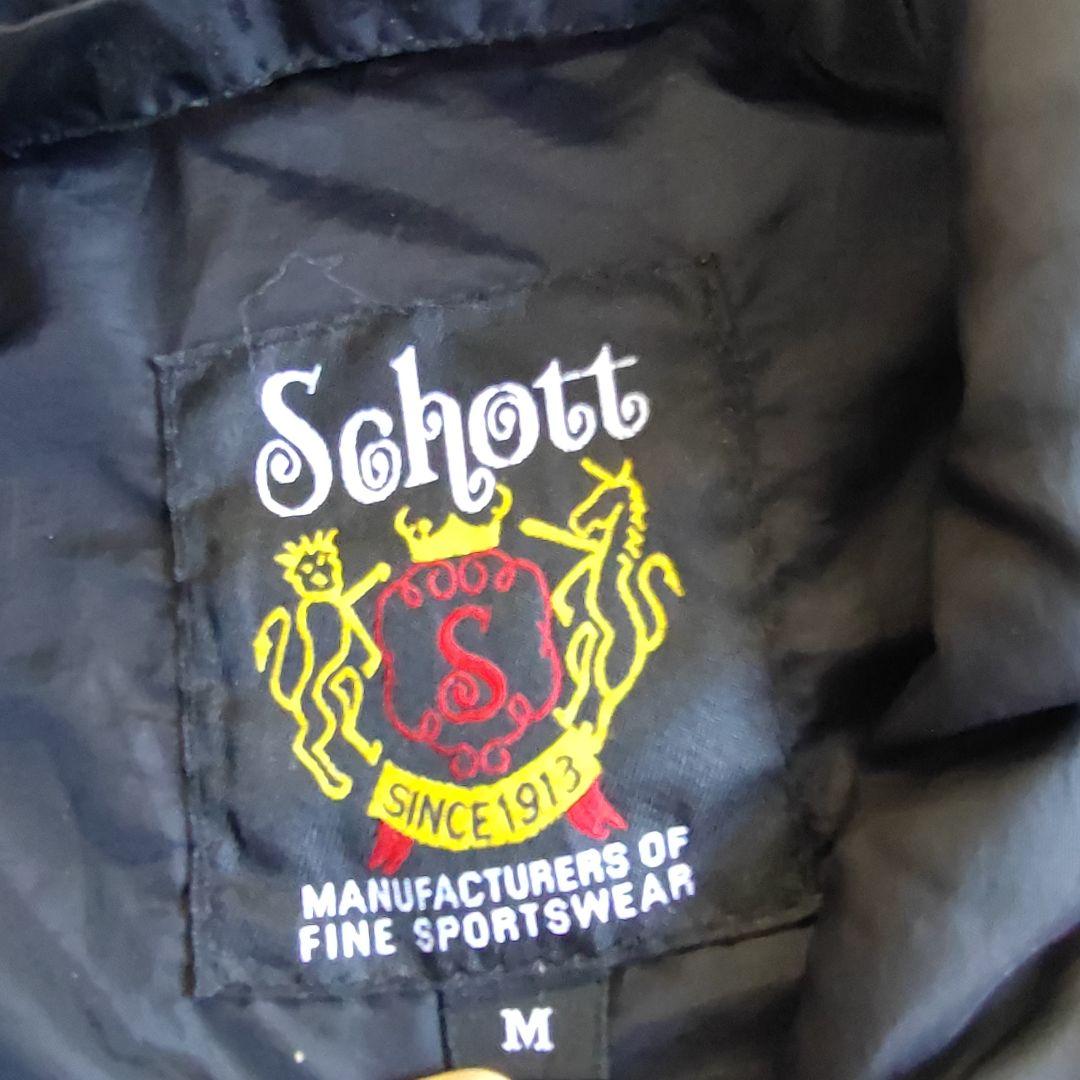 Schott
S
SINCE 1913
MANUFACTURERS OF
FINE SPORTSWEAR
M